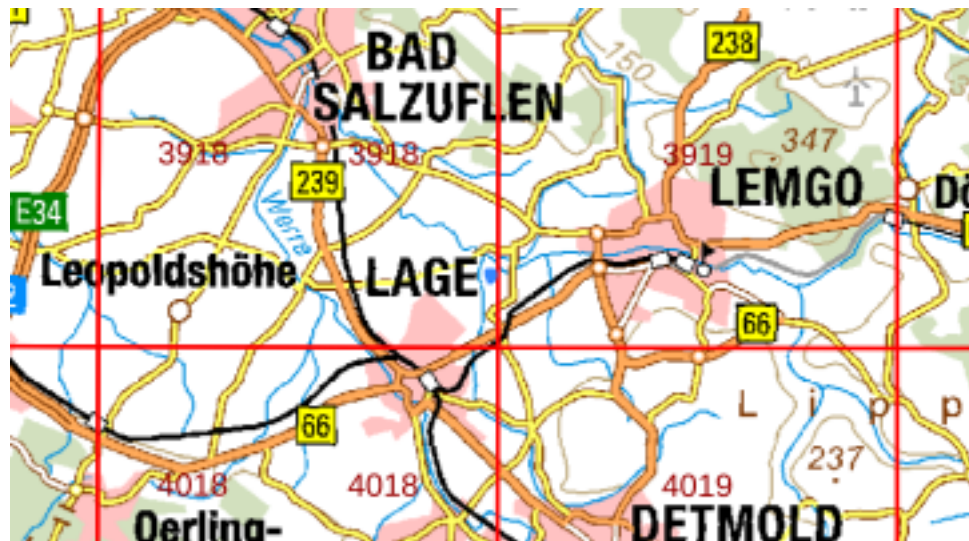 238
BAD
150
SALZUFLEN
3918
3918
3919
347
239
LEMGO
E34
Werre
Leopoldshöhe
LAGE
66
66
L i p p
237
4018
4018
4019
Oerling-
DETMOLD